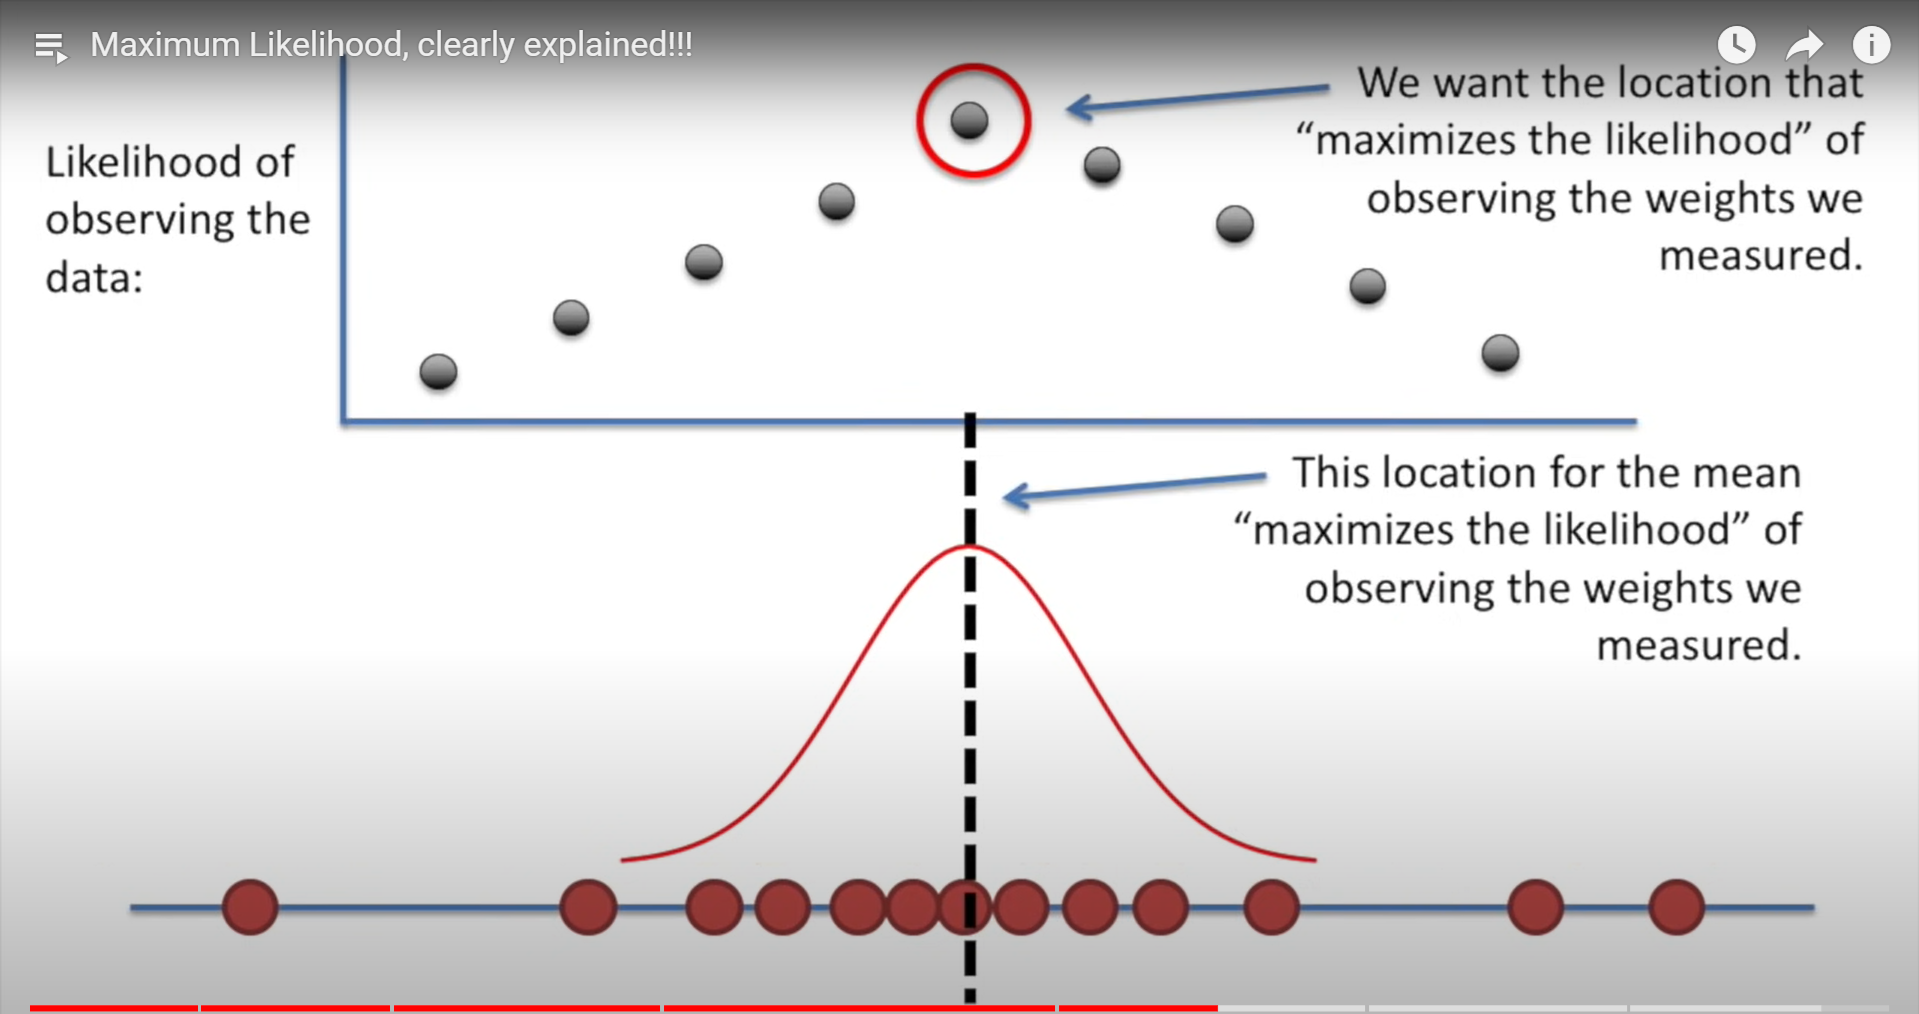 Maximum Likelihood, clearly explained!!!
We want the location that
“maximizes the likelihood” of
observing the weights we
measured.
Likelihood of
observing the
data:
This location for the mean
“maximizes the likelihood” of
observing the weights we
measured.